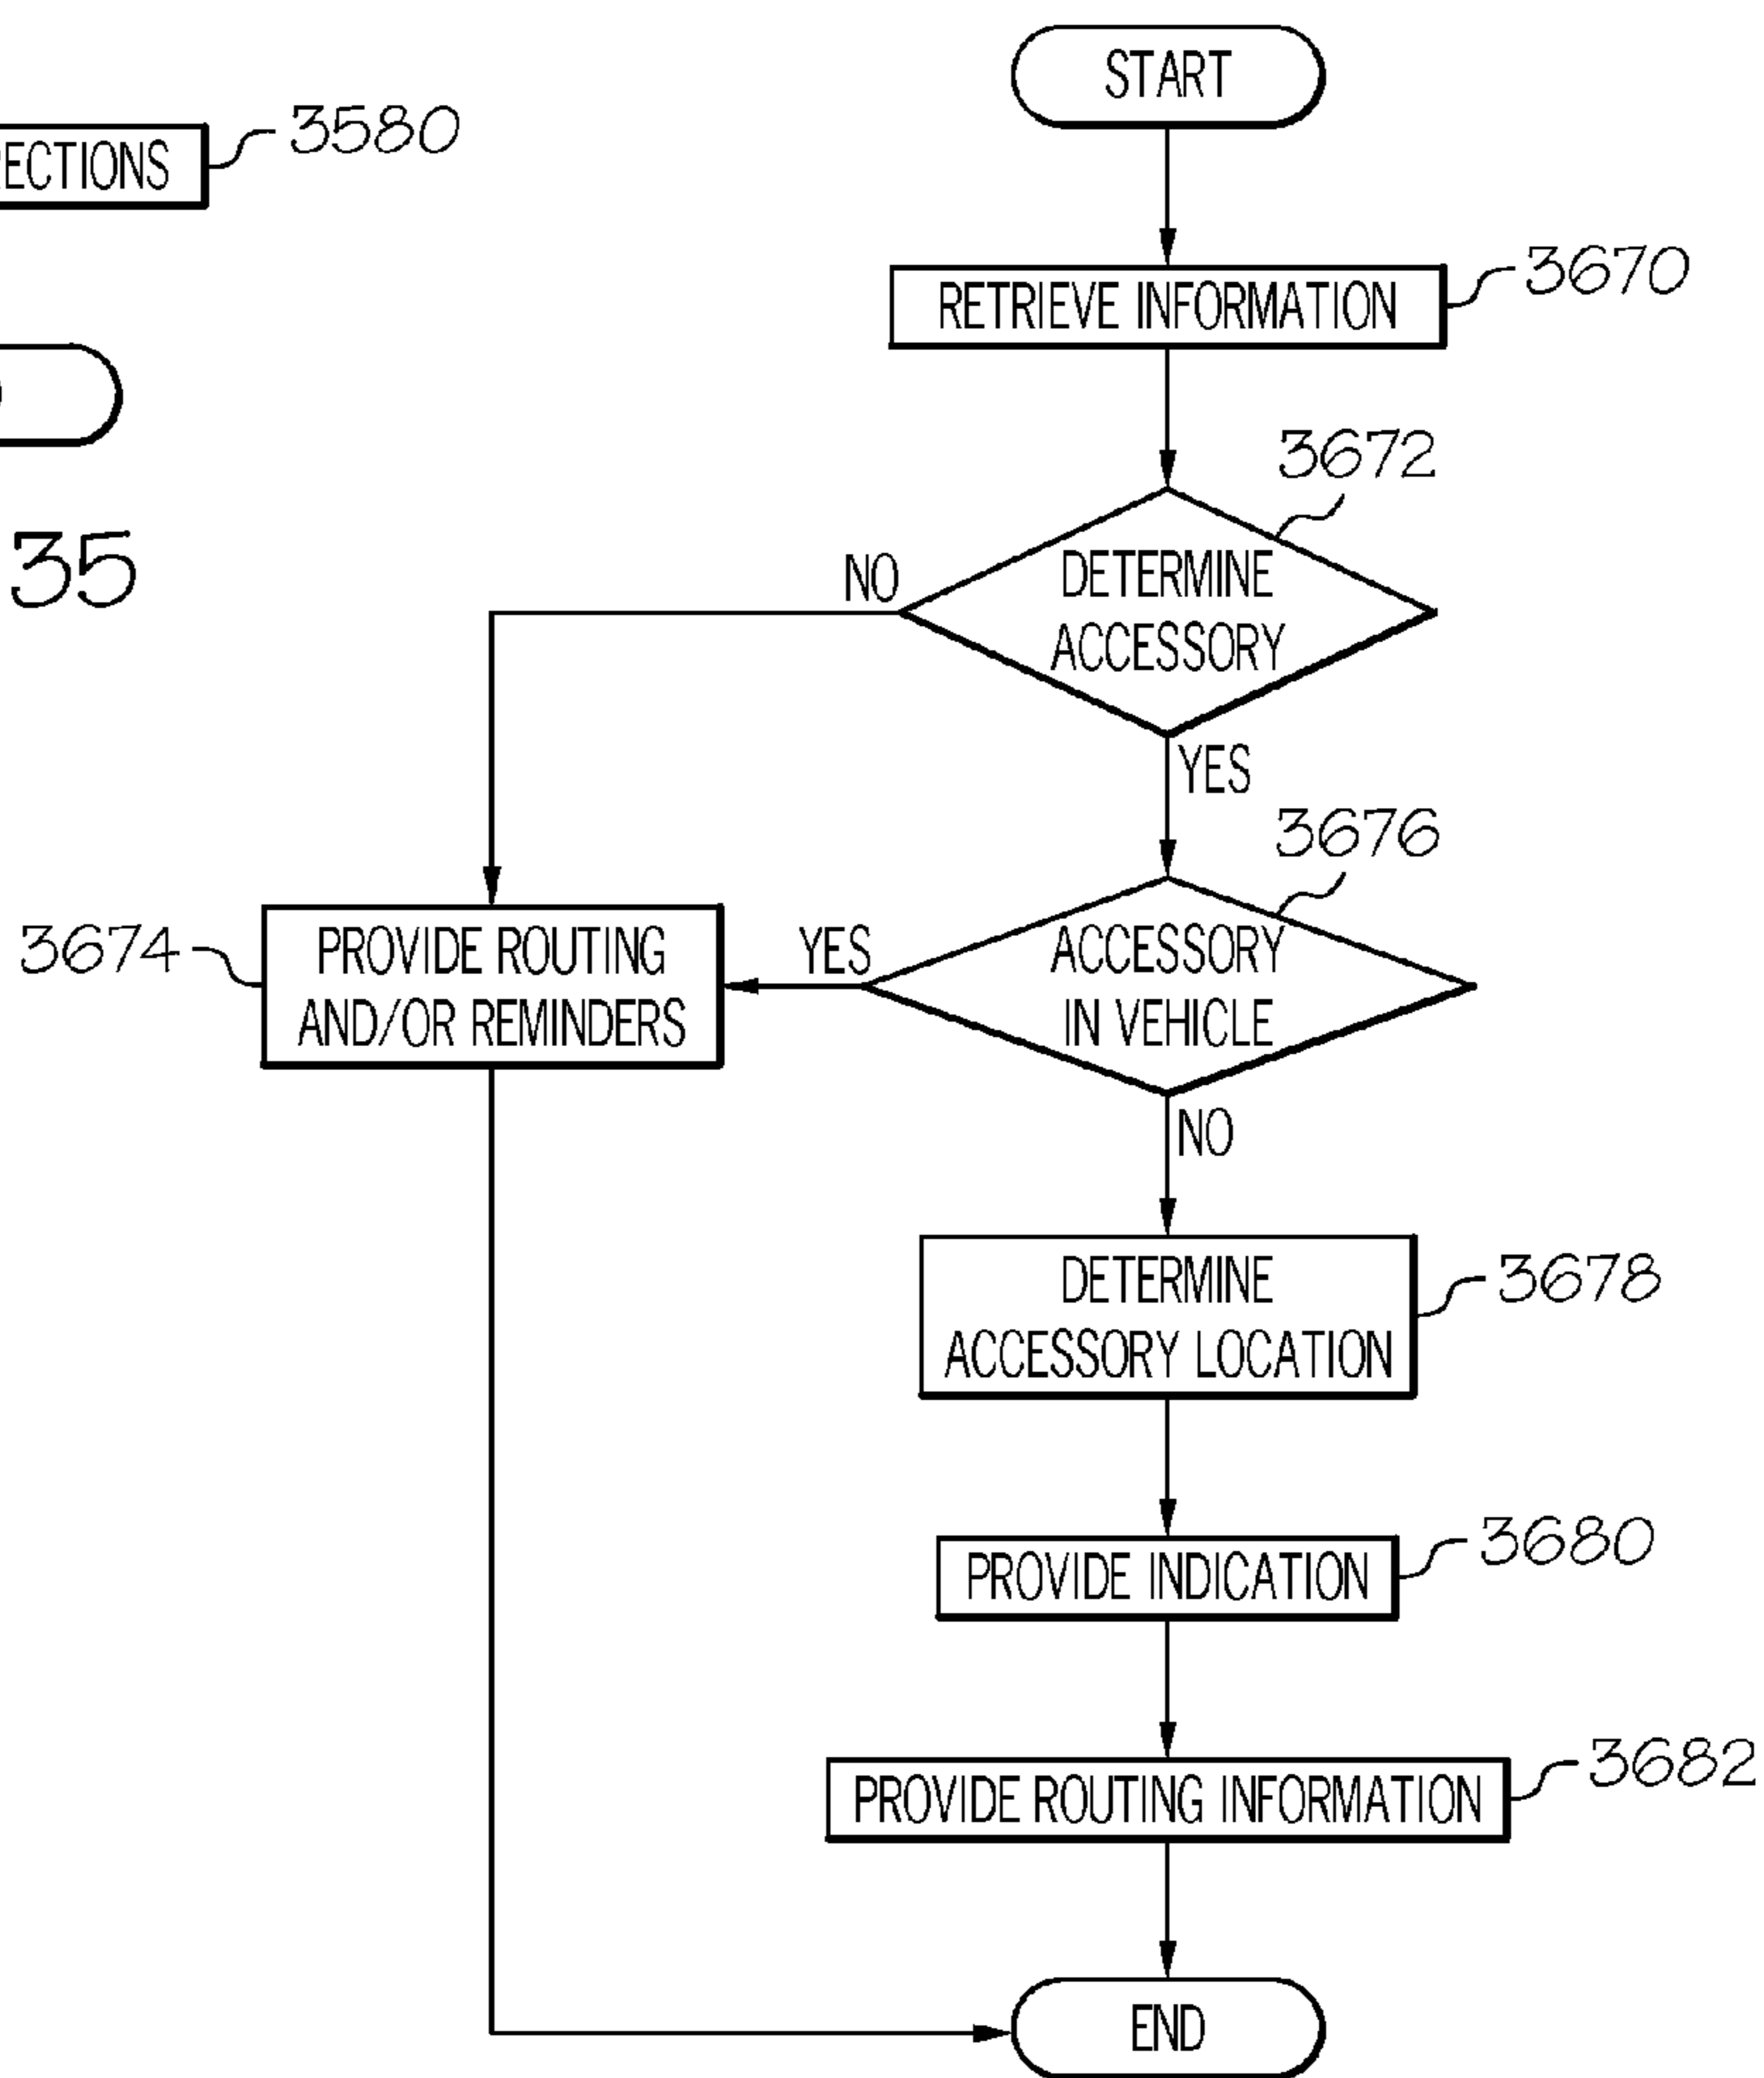 START
3580
RETRIEVE INFORMATION
3670
35
3672
DETERMINE
ACCESSORY
NO
YES
3676
3674
PROVIDE ROUTING
AND/OR REMINDERS
YES
ACCESSORY
IN VEHICLE
NO
DETERMINE
ACCESSORY LOCATION
3678
PROVIDE INDICATION
3680
PROVIDE ROUTING INFORMATION
3682
END